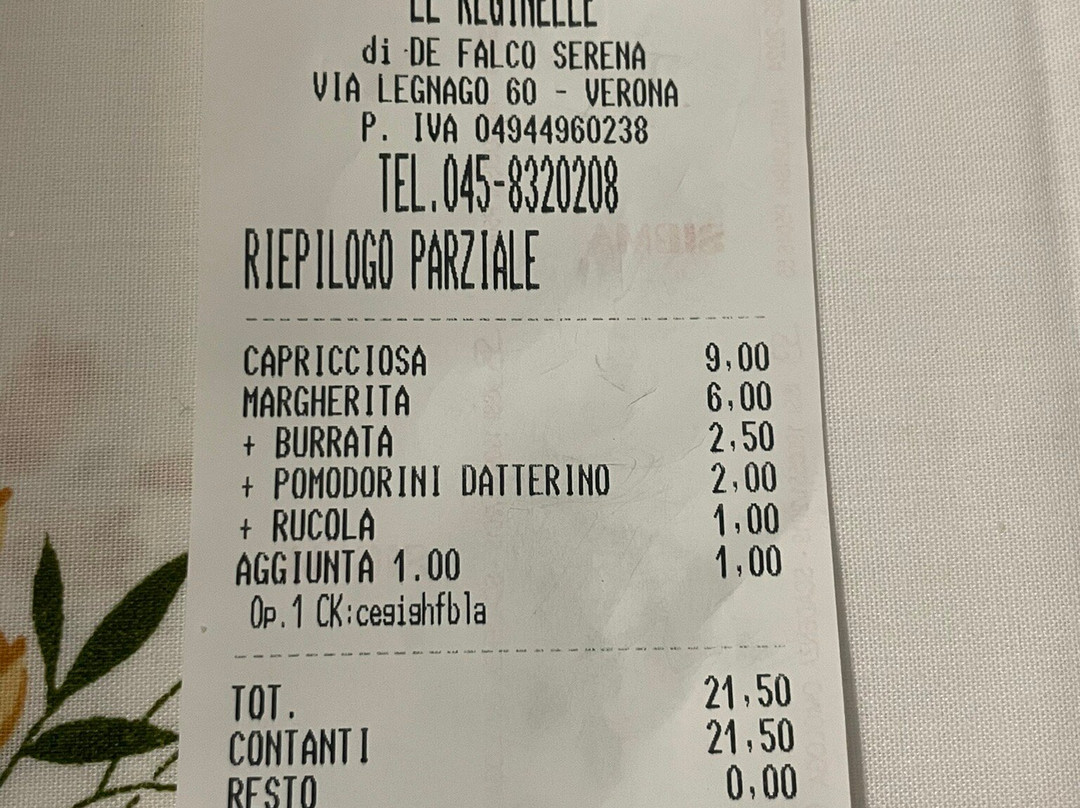 LE REGINELLE
di DE FALCO SERENA
VIA LEGNAGO 60 - VERONA
P. IVA 04944960238
TEL.045-8320208
RIEPILOGO PARZIALE
CAPRICCIOSA 9,00
MARGHERITA 6,00
+ BURRATA 2,50
+ POMODORINI DATTERINO 2,00
+ RUCOLA 1,00
AGGIUNTA 1.00 1,00
Op.1 CK:cegighfbla
TOT. 21,50
CONTANTI 21,50
RESTO 0,00